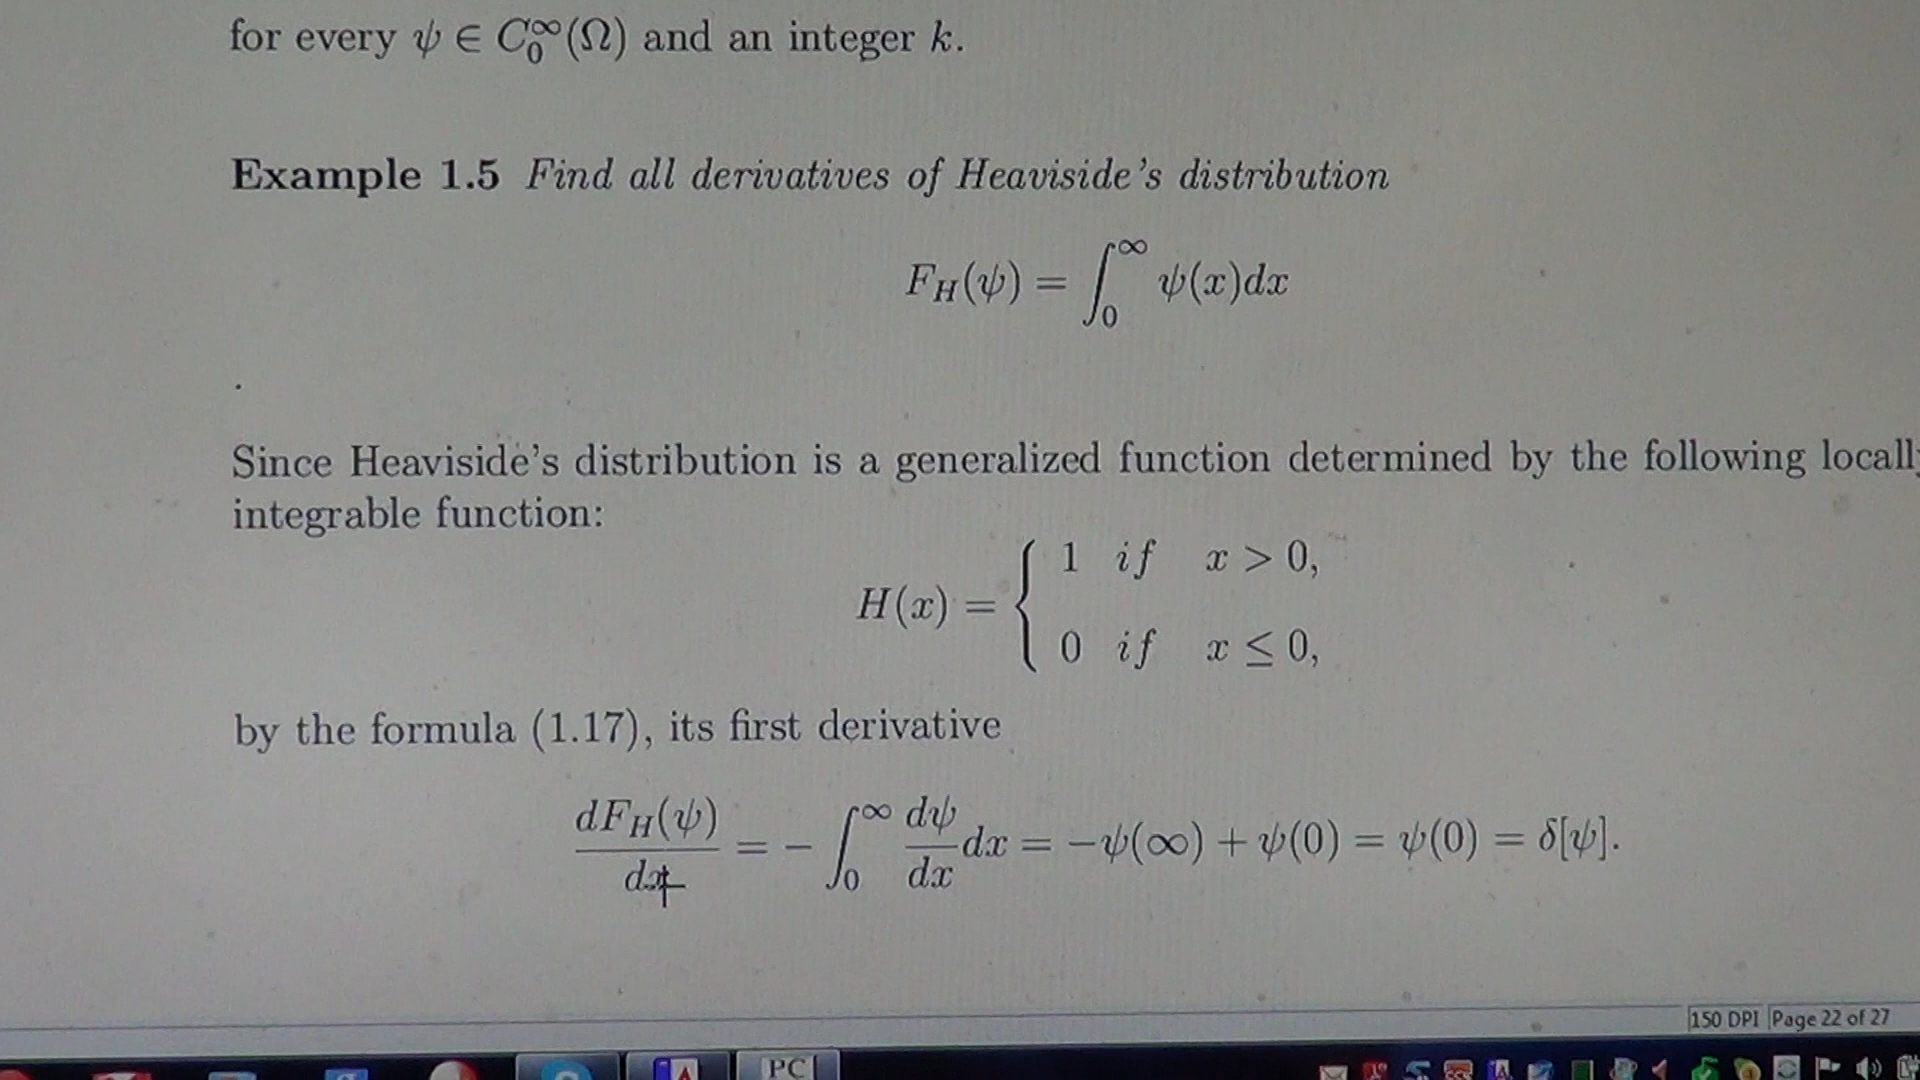 for every ψ ∈ C₀^∞(Ω) and an integer k.
Example 1.5 Find all derivatives of Heaviside's distribution
F_H(ψ) = ∫₀^∞ ψ(x)dx
.
Since Heaviside's distribution is a generalized function determined by the following locally
integrable function:
H(x) = { 1 if x > 0,
0 if x ≤ 0,
by the formula (1.17), its first derivative
dF_H(ψ)/dx = − ∫₀^∞ dψ/dx dx = −ψ(∞) + ψ(0) = ψ(0) = δ[ψ].
150 DPI Page 22 of 27
PC